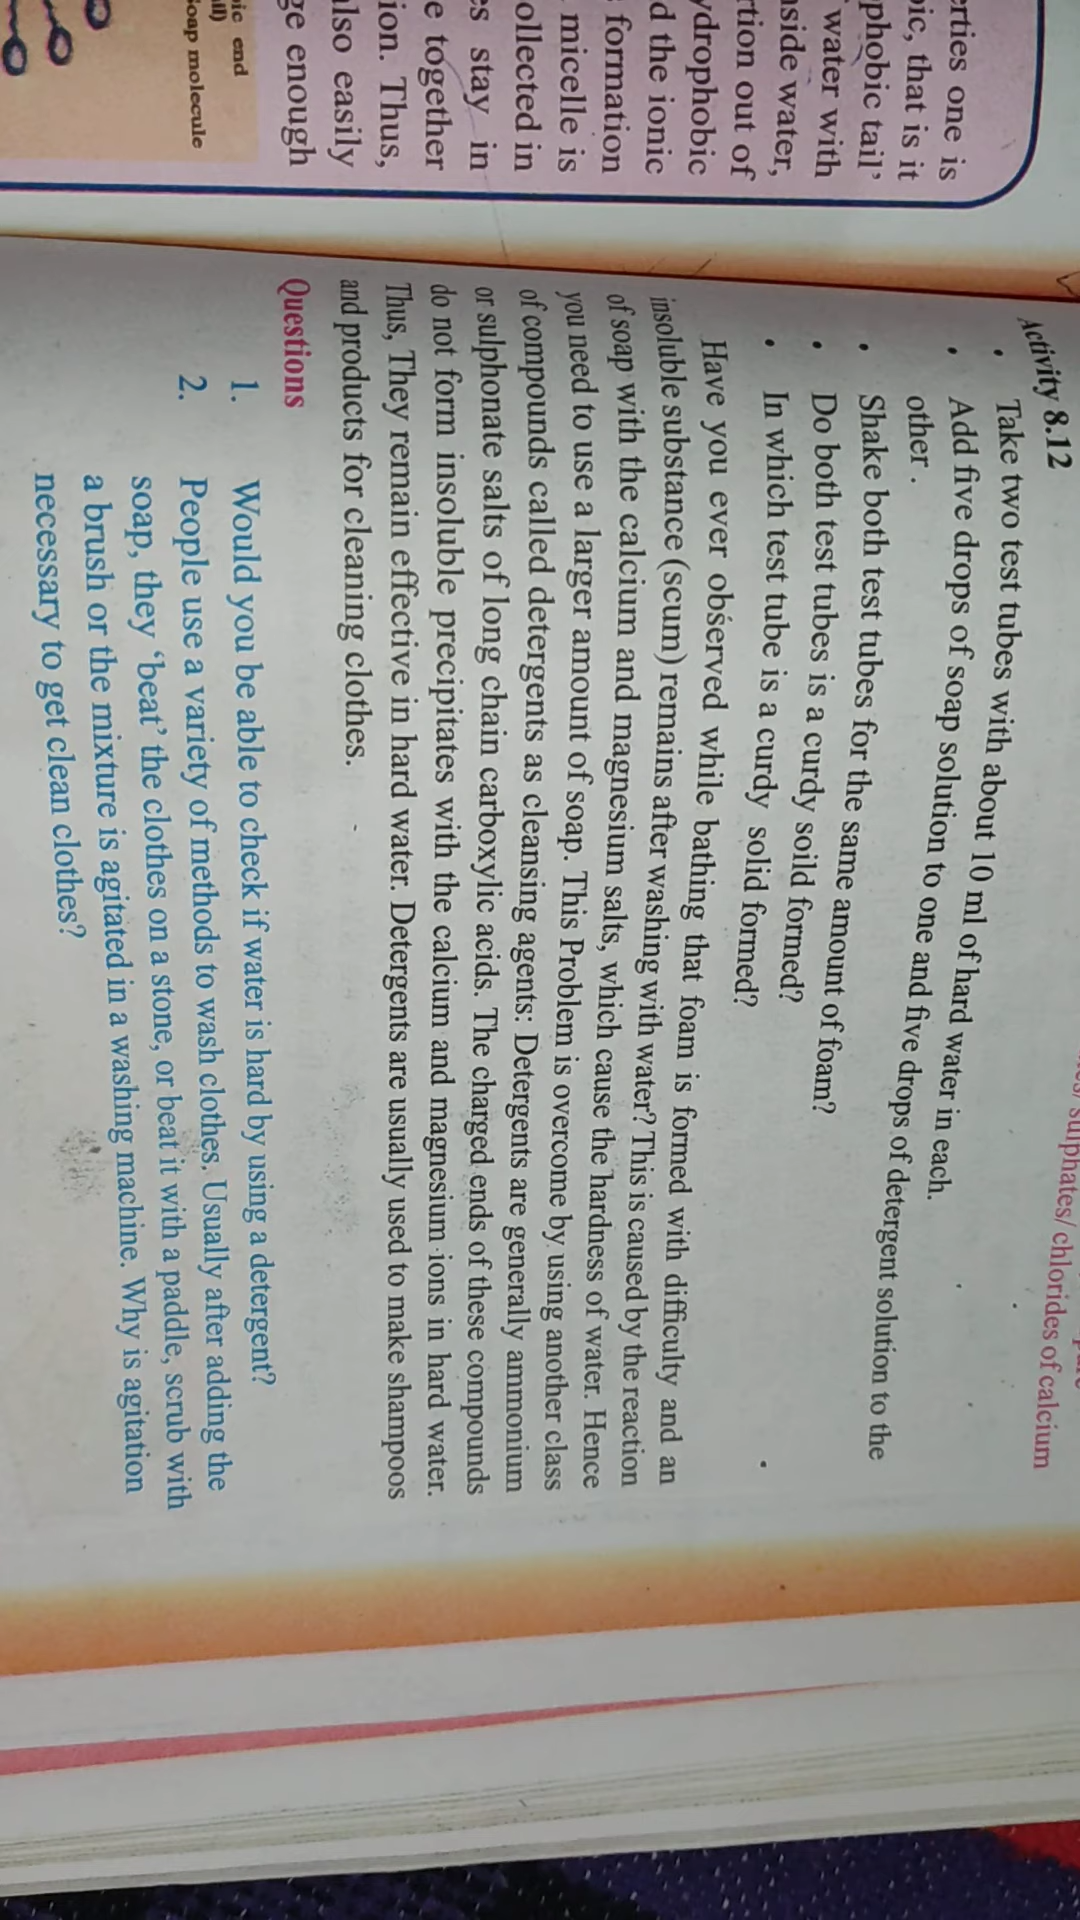 erties one is
ic, that is it
phobic tail'
water with
side water,
rtion out of
ydrophobic
d the ionic
formation
micelle is
ollected in
es stay in
e together
ion. Thus,
lso easily
ge enough
ic end
il)
Soap molecule
sulphates/chlorides of calcium
Activity 8.12
• Take two test tubes with about 10 ml of hard water in each.
• Add five drops of soap solution to one and five drops of detergent solution to the
other .
• Shake both test tubes for the same amount of foam?
• Do both test tubes is a curdy soild formed?
• In which test tube is a curdy solid formed?
Have you ever observed while bathing that foam is formed with difficulty and an
insoluble substance (scum) remains after washing with water? This is caused by the reaction
of soap with the calcium and magnesium salts, which cause the hardness of water. Hence
you need to use a larger amount of soap. This Problem is overcome by using another class
of compounds called detergents as cleansing agents: Detergents are generally ammonium
or sulphonate salts of long chain carboxylic acids. The charged ends of these compounds
do not form insoluble precipitates with the calcium and magnesium ions in hard water.
Thus, They remain effective in hard water. Detergents are usually used to make shampoos
and products for cleaning clothes.
Questions
1. Would you be able to check if water is hard by using a detergent?
2. People use a variety of methods to wash clothes. Usually after adding the
soap, they 'beat' the clothes on a stone, or beat it with a paddle, scrub with
a brush or the mixture is agitated in a washing machine. Why is agitation
necessary to get clean clothes?